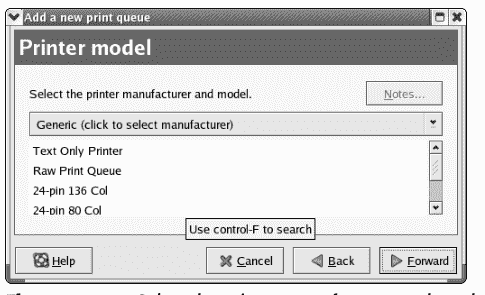 Add a new print queue
Printer model
Select the printer manufacturer and model.
Notes...
Generic (click to select manufacturer)
Text Only Printer
Raw Print Queue
24-pin 136 Col
24-pin 80 Col
Use control-F to search
Help
Cancel
Back
Forward